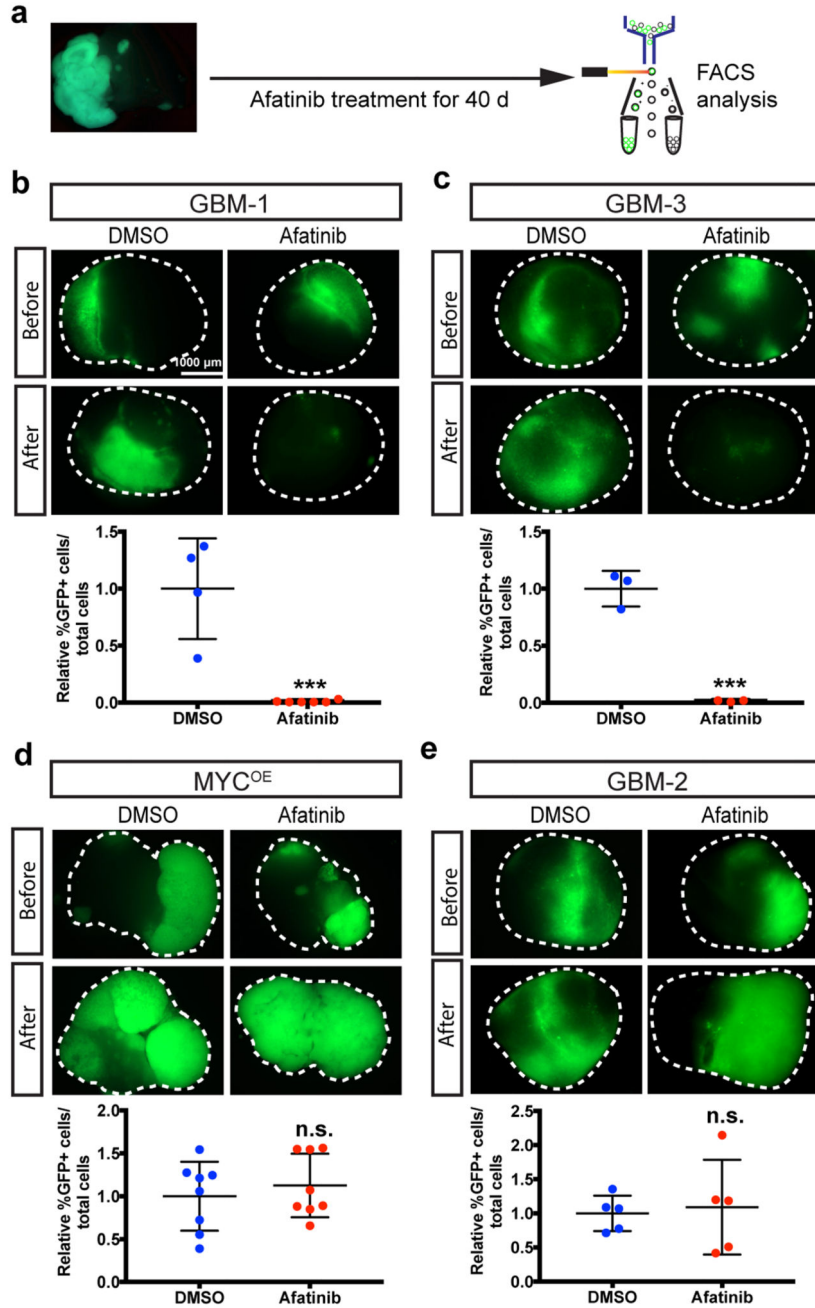 a
Afatinib treatment for 40 d
FACS
analysis
b
GBM-1
DMSO
Afatinib
Before
1000 µm
After
Relative %GFP+ cells/
total cells
1.5
1.0
0.5
0.0
***
DMSO
Afatinib
c
GBM-3
DMSO
Afatinib
Before
After
Relative %GFP+ cells/
total cells
1.5
1.0
0.5
0.0
***
DMSO
Afatinib
d
MYCOE
DMSO
Afatinib
Before
After
Relative %GFP+ cells/
total cells
2.0
1.5
1.0
0.5
0.0
n.s.
DMSO
Afatinib
e
GBM-2
DMSO
Afatinib
Before
After
Relative %GFP+ cells/
total cells
2.5
2.0
1.5
1.0
0.5
0.0
n.s.
DMSO
Afatinib